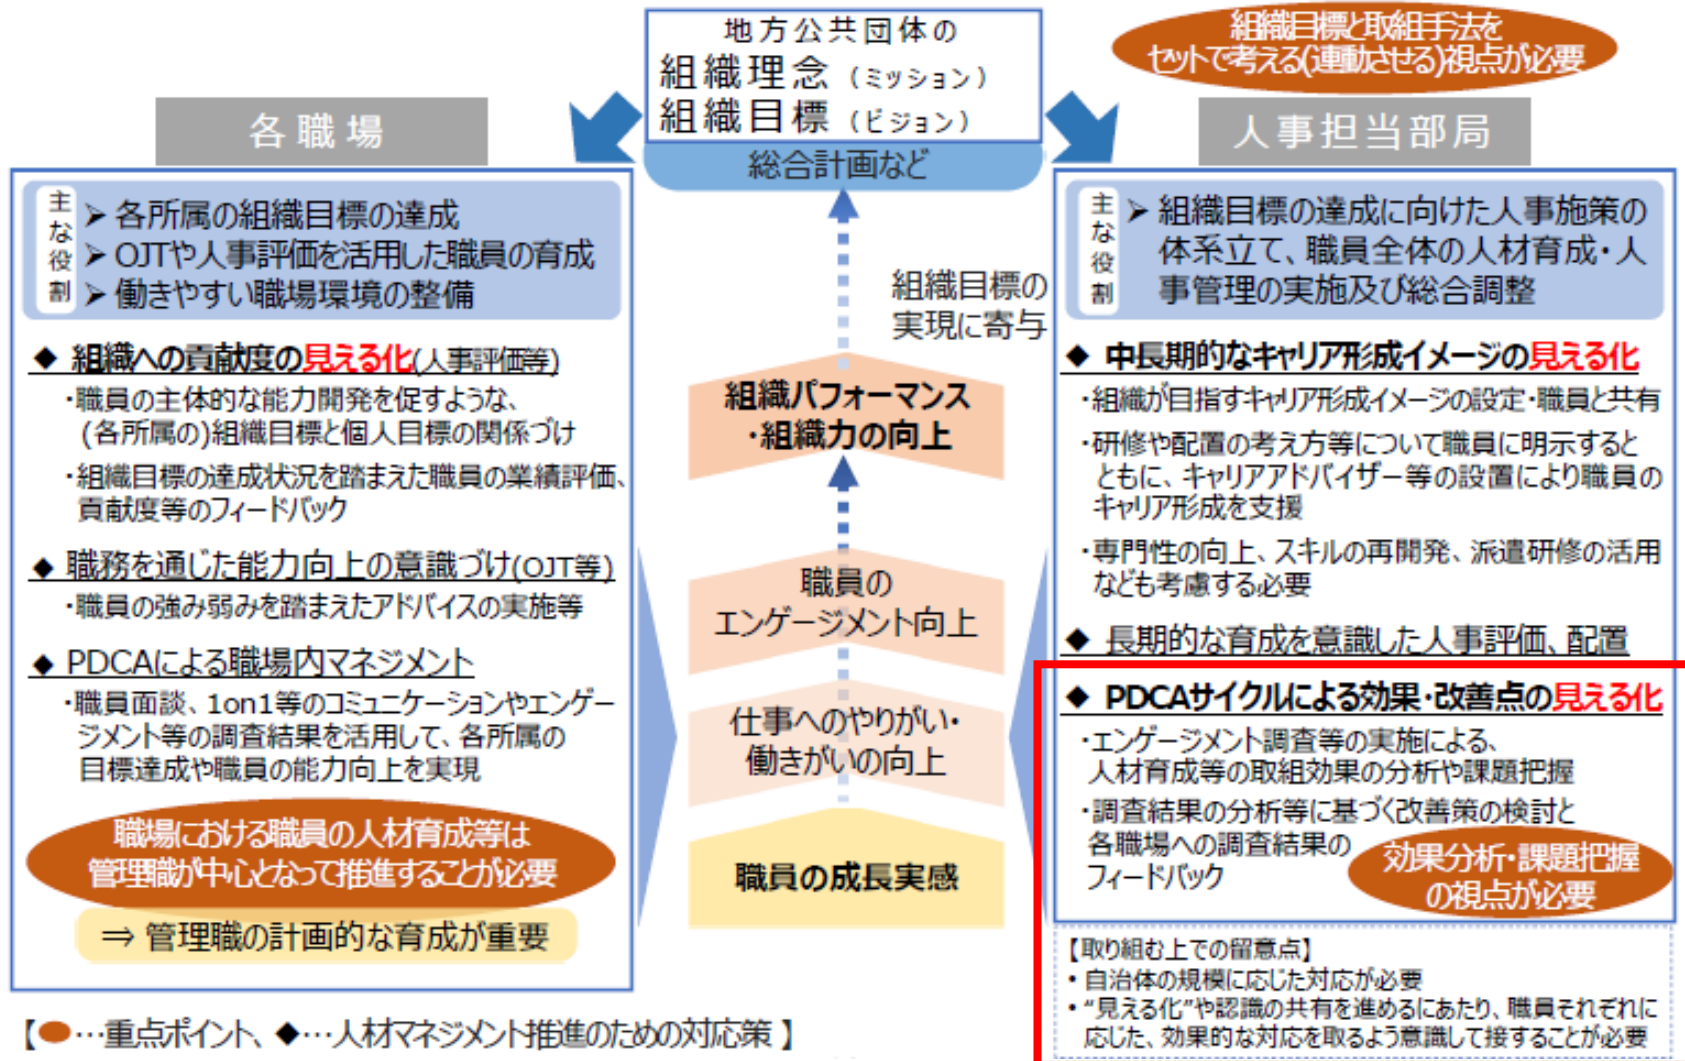 地方公共団体の
組織理念（ミッション）
組織目標（ビジョン）
総合計画など
組織目標と取組手法を
セットで考える(連動させる)視点が必要
各職場
主な役割
➢ 各所属の組織目標の達成
➢ OJTや人事評価を活用した職員の育成
➢ 働きやすい職場環境の整備
◆ 組織への貢献度の見える化(人事評価等)
・職員の主体的な能力開発を促すような、
(各所属の)組織目標と個人目標の関係づけ
・組織目標の達成状況を踏まえた職員の業績評価、
貢献度等のフィードバック
◆ 職務を通じた能力向上の意識づけ(OJT等)
・職員の強み弱みを踏まえたアドバイスの実施等
◆ PDCAによる職場内マネジメント
・職員面談、1on1等のコミュニケーションやエンゲー
ジメント等の調査結果を活用して、各所属の
目標達成や職員の能力向上を実現
職場における職員の人材育成等は
管理職が中心となって推進することが必要
⇒ 管理職の計画的な育成が重要
組織目標の
実現に寄与
組織パフォーマンス
・組織力の向上
職員の
エンゲージメント向上
仕事へのやりがい・
働きがいの向上
職員の成長実感
人事担当部局
主な役割
➢ 組織目標の達成に向けた人事施策の
体系立て、職員全体の人材育成・人
事管理の実施及び総合調整
◆ 中長期的なキャリア形成イメージの見える化
・組織が目指すキャリア形成イメージの設定・職員と共有
・研修や配置の考え方等について職員に明示すると
ともに、キャリアアドバイザー等の設置により職員の
キャリア形成を支援
・専門性の向上、スキルの再開発、派遣研修の活用
なども考慮する必要
◆ 長期的な育成を意識した人事評価、配置
◆ PDCAサイクルによる効果・改善点の見える化
・エンゲージメント調査等の実施による、
人材育成等の取組効果の分析や課題把握
・調査結果の分析等に基づく改善策の検討と
各職場への調査結果の
フィードバック
効果分析・課題把握
の視点が必要
【取り組む上での留意点】
・自治体の規模に応じた対応が必要
・“見える化”や認識の共有を進めるにあたり、職員それぞれに
応じた、効果的な対応を取るよう意識して接することが必要
【●…重点ポイント、◆…人材マネジメント推進のための対応策 】